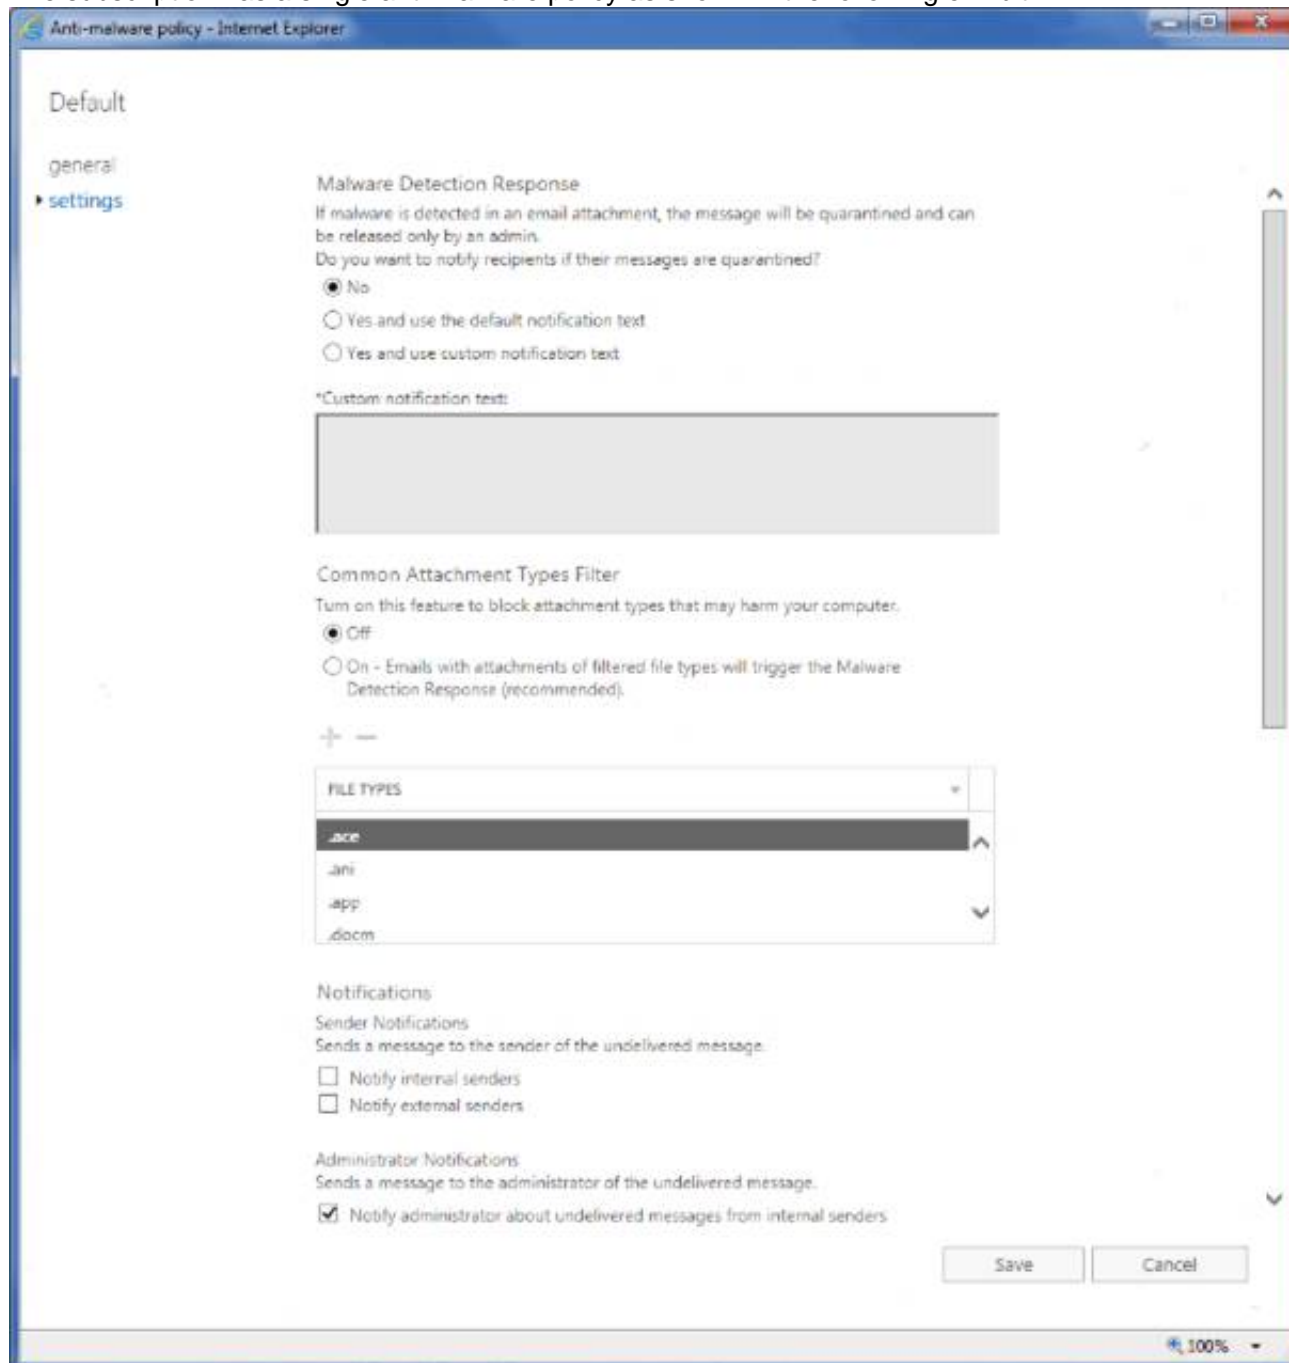 Anti-malware policy - Internet Explorer
Default
general
settings
Malware Detection Response
If malware is detected in an email attachment, the message will be quarantined and can
be released only by an admin.
Do you want to notify recipients if their messages are quarantined?
No
Yes and use the default notification text
Yes and use custom notification text
*Custom notification text:
Common Attachment Types Filter
Turn on this feature to block attachment types that may harm your computer.
Off
On - Emails with attachments of filtered file types will trigger the Malware
Detection Response (recommended).
FILE TYPES
.ace
.ani
.app
.docm
Notifications
Sender Notifications
Sends a message to the sender of the undelivered message.
Notify internal senders
Notify external senders
Administrator Notifications
Sends a message to the administrator of the undelivered message.
Notify administrator about undelivered messages from internal senders
Save
Cancel
100%